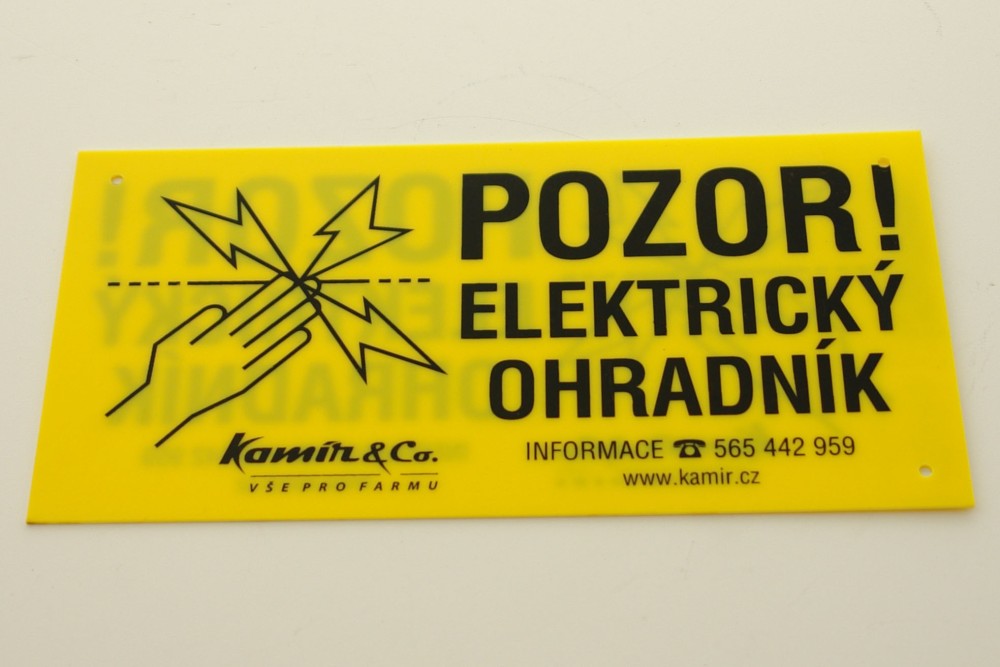 POZOR!
ELEKTRICKÝ
OHRADNÍK
Kamír & Co.
VŠE PRO FARMU
INFORMACE ☎ 565 442 959
www.kamir.cz